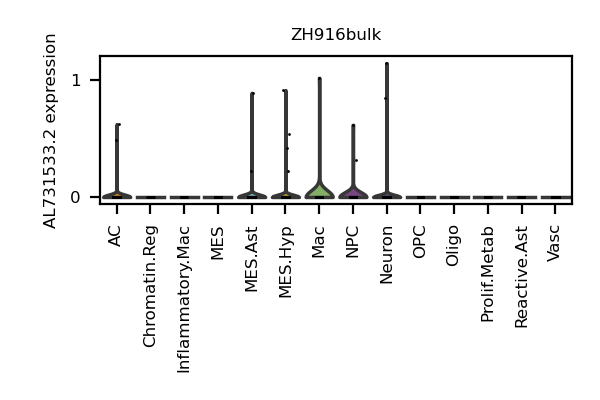 ZH916bulk
AL731533.2 expression
1
0
AC
Chromatin.Reg
Inflammatory.Mac
MES
MES.Ast
MES.Hyp
Mac
NPC
Neuron
OPC
Oligo
Prolif.Metab
Reactive.Ast
Vasc